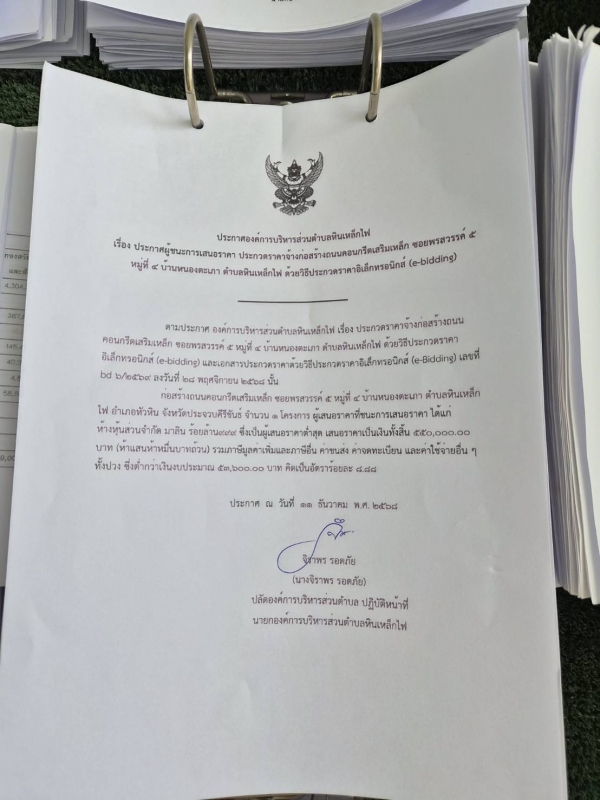 ประกาศองค์การบริหารส่วนตำบลหินเหล็กไฟ
เรื่อง ประกาศผู้ชนะการเสนอราคา ประกวดราคาจ้างก่อสร้างถนนคอนกรีตเสริมเหล็ก ซอยพรสวรรค์ ๕
หมู่ที่ ๔ บ้านหนองตะเภา ตำบลหินเหล็กไฟ ด้วยวิธีประกวดราคาอิเล็กทรอนิกส์ (e-bidding)
ตามประกาศ องค์การบริหารส่วนตำบลหินเหล็กไฟ เรื่อง ประกวดราคาจ้างก่อสร้างถนน
คอนกรีตเสริมเหล็ก ซอยพรสวรรค์ ๕ หมู่ที่ ๔ บ้านหนองตะเภา ตำบลหินเหล็กไฟ ด้วยวิธีประกวดราคา
อิเล็กทรอนิกส์ (e-bidding) และเอกสารประกวดราคาด้วยวิธีประกวดราคาอิเล็กทรอนิกส์ (e-Bidding) เลขที่
bd ๖/๒๕๖๙ ลงวันที่ ๒๘ พฤศจิกายน ๒๕๖๘ นั้น
ก่อสร้างถนนคอนกรีตเสริมเหล็ก ซอยพรสวรรค์ ๕ หมู่ที่ ๔ บ้านหนองตะเภา ตำบลหินเหล็ก
ไฟ อำเภอหัวหิน จังหวัดประจวบคีรีขันธ์ จำนวน ๑ โครงการ ผู้เสนอราคาที่ชนะการเสนอราคา ได้แก่
ห้างหุ้นส่วนจำกัด มาลิน ร้อยล้าน๙๙๙ ซึ่งเป็นผู้เสนอราคาต่ำสุด เสนอราคาเป็นเงินทั้งสิ้น ๕๕๐,๐๐๐.๐๐
บาท (ห้าแสนห้าหมื่นบาทถ้วน) รวมภาษีมูลค่าเพิ่มและภาษีอื่น ค่าขนส่ง ค่าจดทะเบียน และค่าใช้จ่ายอื่น ๆ
ทั้งปวง ซึ่งต่ำกว่าเงินงบประมาณ ๕๓,๖๐๐.๐๐ บาท คิดเป็นอัตราร้อยละ ๘.๘๘
ประกาศ ณ วันที่ ๑๑ ธันวาคม พ.ศ. ๒๕๖๘
จิราพร รอดภัย
(นางจิราพร รอดภัย)
ปลัดองค์การบริหารส่วนตำบล ปฏิบัติหน้าที่
นายกองค์การบริหารส่วนตำบลหินเหล็กไฟ